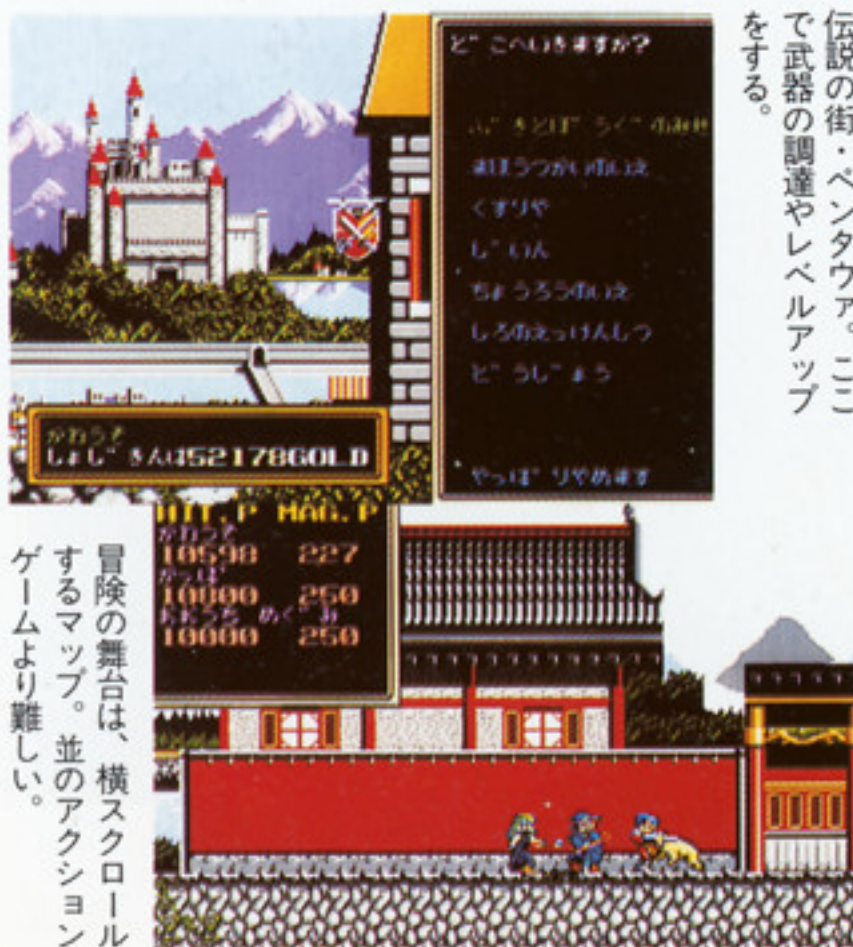 伝説の街・ペンタウァ。ここ
で武器の調達やレベルアップ
をする。
ど゛こへいきますか?
ぶ゛きとほ゛うく゛のみせ
まほうつかいのいえ
くすりや
し゛いん
ちょうろうのいえ
しろのえっけんしつ
と゛うし゛ょう
やっは゛りやめます
かわうそ
しょし゛きんは52178GOLD
HIT.P MAG.P
かわうそ
10598 227
かっぱ
10000 250
おおうち めく゛み
10000 250
冒険の舞台は、横スクロール
するマップ。並のアクション
ゲームより難しい。